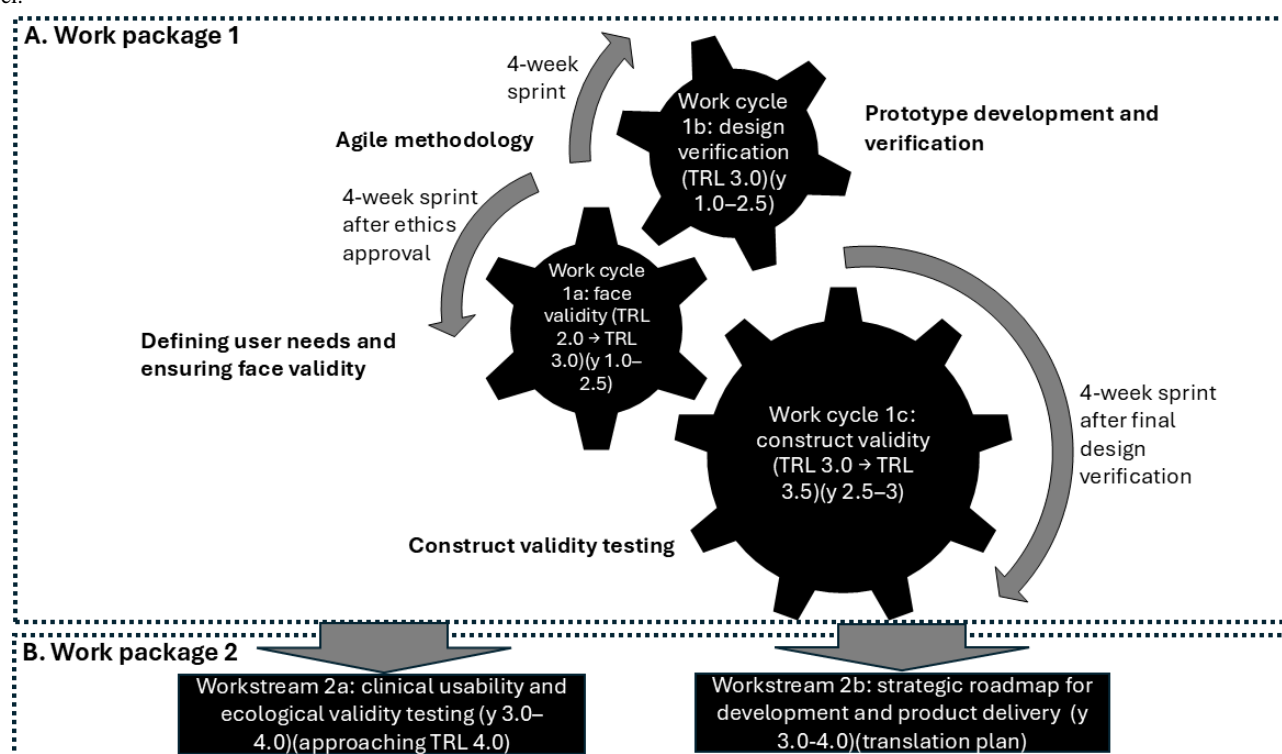 A. Work package 1
4-week
sprint
Agile methodology
4-week sprint
after ethics
approval
Work cycle
1b: design
verification
(TRL 3.0)(y
1.0–2.5)
Prototype development and
verification
Work cycle
1a: face
validity (TRL
2.0 → TRL
3.0)(y 1.0–
2.5)
Defining user needs and
ensuring face validity
Work cycle 1c:
construct validity
(TRL 3.0 → TRL
3.5)(y 2.5–3)
4-week sprint
after final
design
verification
Construct validity testing
B. Work package 2
Workstream 2a: clinical usability and
ecological validity testing (y 3.0–
4.0)(approaching TRL 4.0)
Workstream 2b: strategic roadmap for
development and product delivery (y
3.0-4.0)(translation plan)